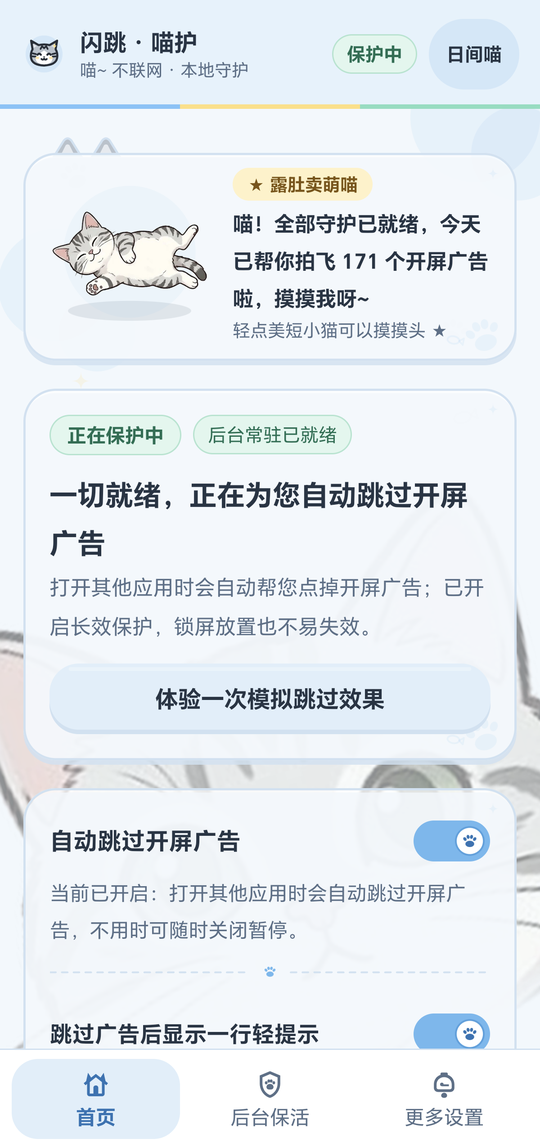 闪跳 · 喵护
喵~ 不联网 · 本地守护
保护中
日间喵
★ 露肚卖萌喵
喵！全部守护已就绪，今天
已帮你拍飞 171 个开屏广告
啦，摸摸我呀~
轻点美短小猫可以摸摸头 ★
正在保护中
后台常驻已就绪
一切就绪，正在为您自动跳过开屏
广告
打开其他应用时会自动帮您点掉开屏广告；已开
启长效保护，锁屏放置也不易失效。
体验一次模拟跳过效果
自动跳过开屏广告
当前已开启：打开其他应用时会自动跳过开屏广
告，不用时可随时关闭暂停。
跳过广告后显示一行轻提示
首页
后台保活
更多设置